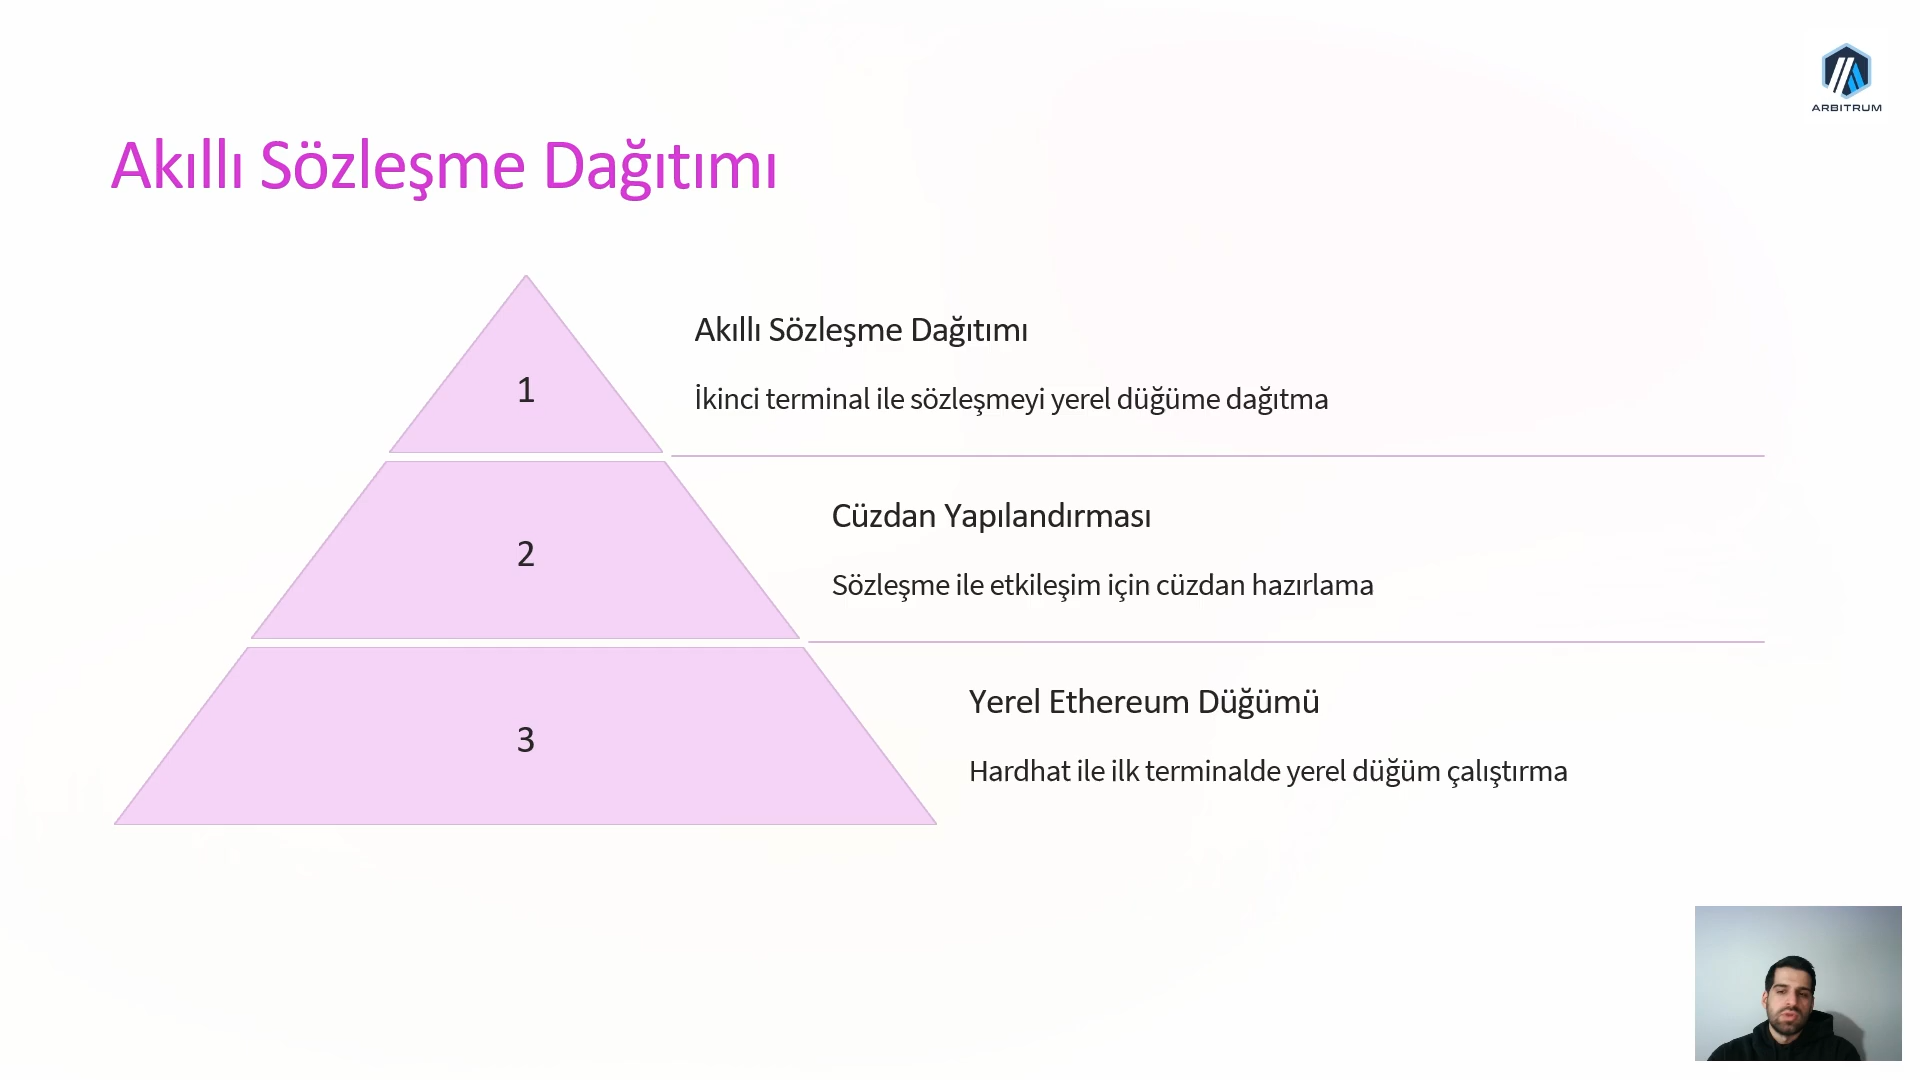 ARBITRUM
Akıllı Sözleşme Dağıtımı
1
Akıllı Sözleşme Dağıtımı
İkinci terminal ile sözleşmeyi yerel düğüme dağıtma
2
Cüzdan Yapılandırması
Sözleşme ile etkileşim için cüzdan hazırlama
3
Yerel Ethereum Düğümü
Hardhat ile ilk terminalde yerel düğüm çalıştırma